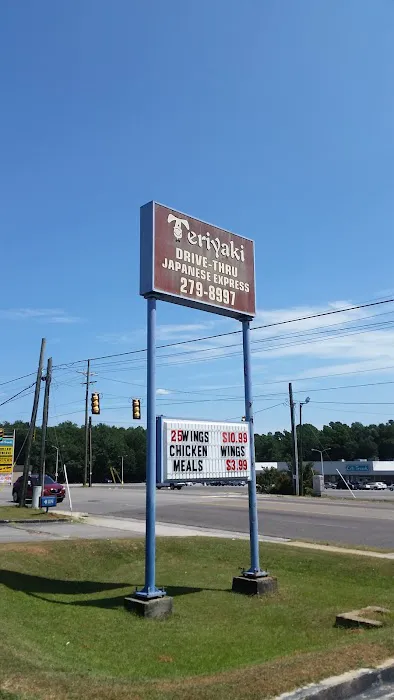 Teriyaki
DRIVE-THRU
JAPANESE EXPRESS
279-8997
25WINGS $10.99
CHICKEN WINGS
MEALS $3.99